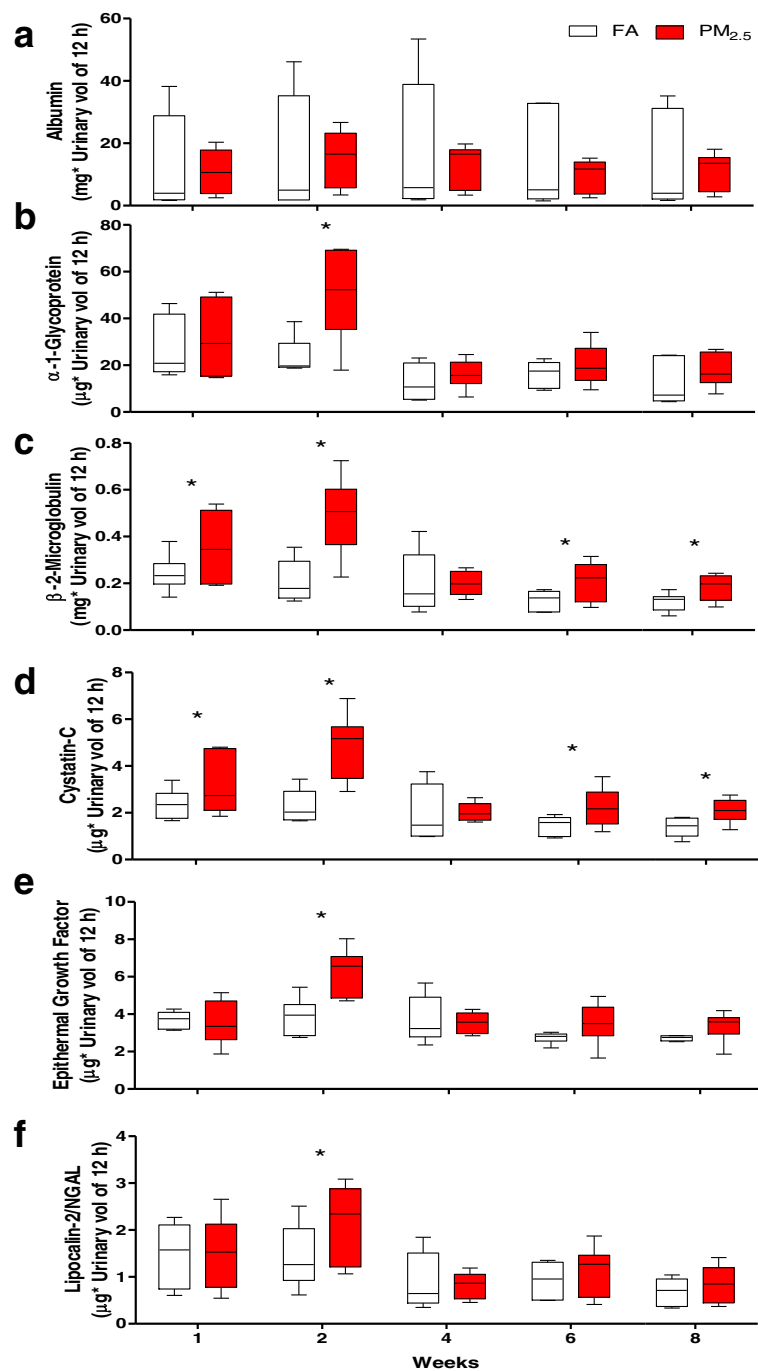 a
FA PM2.5
Albumin
(mg* Urinary vol of 12 h)
60
40
20
0
b
α-1-Glycoprotein
(μg* Urinary vol of 12 h)
80
60
40
20
0
*
c
β-2-Microglobulin
(mg* Urinary vol of 12 h)
0.8
0.6
0.4
0.2
0.0
* * * *
d
Cystatin-C
(μg* Urinary vol of 12 h)
8
6
4
2
0
* * * *
e
Epithermal Growth Factor
(μg* Urinary vol of 12 h)
10
8
6
4
2
0
*
f
Lipocalin-2/NGAL
(μg* Urinary vol of 12 h)
4
3
2
1
0
*
1 2 4 6 8
Weeks